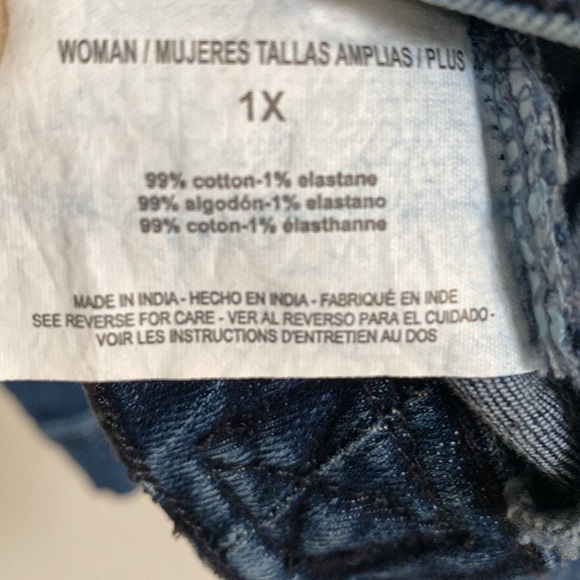 WOMAN / MUJERES TALLAS AMPLIAS / PLUS
1X
99% cotton-1% elastane
99% algodón-1% elastano
99% coton-1% élasthanne
MADE IN INDIA - HECHO EN INDIA - FABRIQUÉ EN INDE
SEE REVERSE FOR CARE - VER AL REVERSO PARA EL CUIDADO -
VOIR LES INSTRUCTIONS D'ENTRETIEN AU DOS